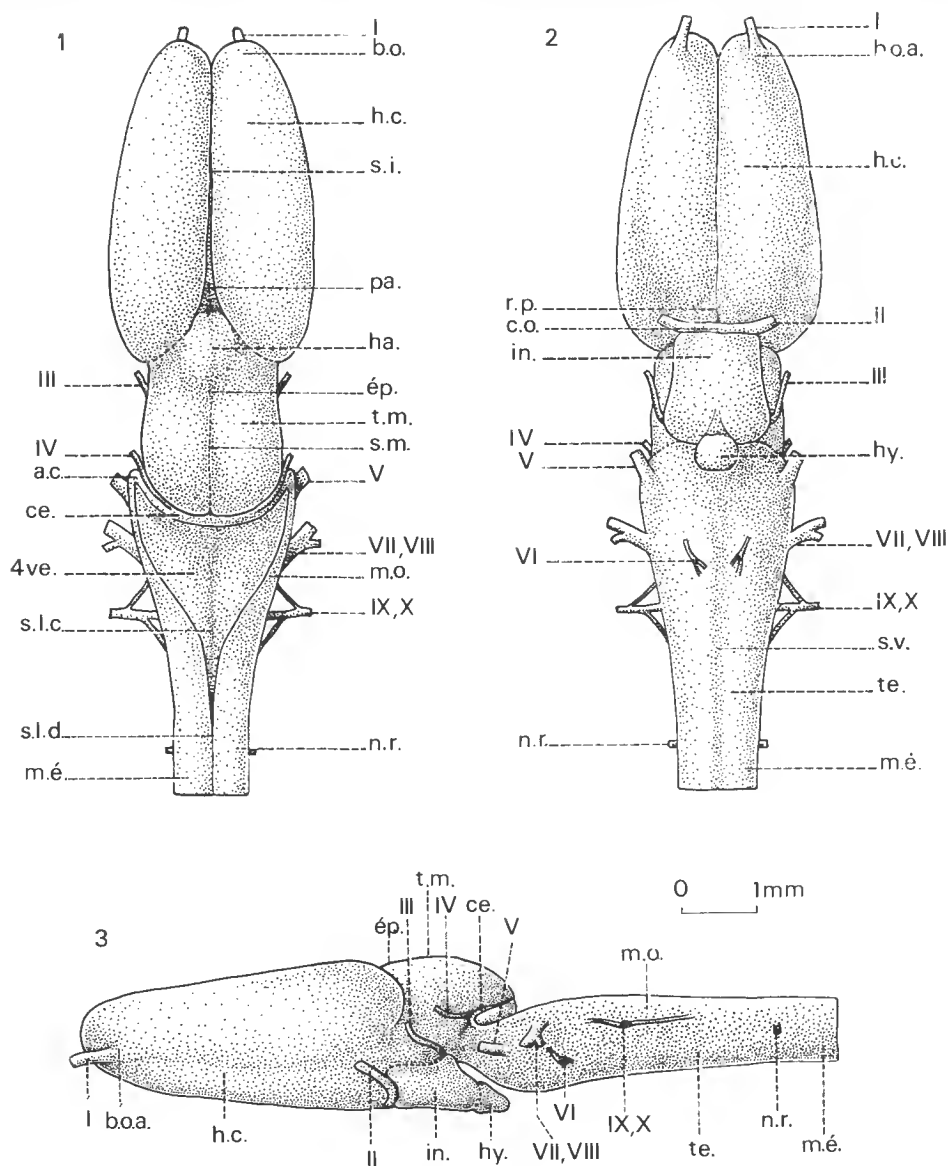 1
I
b.o.
h.c.
s.i.
pa.
ha.
III
ép.
t.m.
IV
s.m.
a.c.
V
ce.
VII,VIII
4ve.
m.o.
IX,X
s.l.c
s.l.d
n.r.
m.é
2
I
b.o.a.
h.c.
r.p.
II
c.o.
in.
III
IV
hy.
V
VI
VII,VIII
IX,X
s.v.
te.
n.r.
m.é.
3
t.m.
0 1mm
III
IV
ce.
V
ép.
m.o.
I
b.o.a.
h.c.
II
in.
hy.
VII,VIII
VI
IX,X
te.
n.r.
m.é.